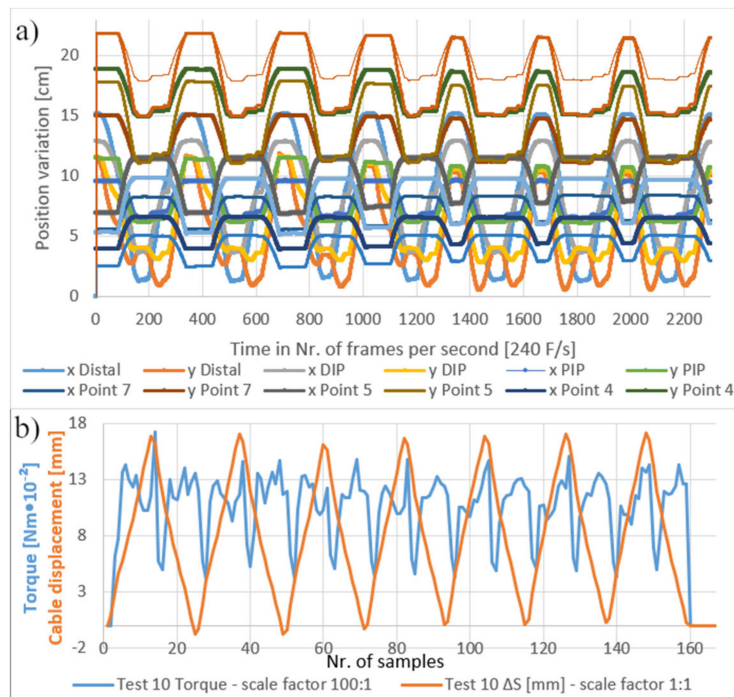 a)
Position variation [cm]
20
15
10
5
0
0 200 400 600 800 1000 1200 1400 1600 1800 2000 2200
Time in Nr. of frames per second [240 F/s]
x Distal y Distal x DIP y DIP x PIP y PIP
x Point 7 y Point 7 x Point 5 y Point 5 x Point 4 y Point 4
b)
Torque [Nm•10⁻²]
Cable displacement [mm]
18
13
8
3
-2
0 20 40 60 80 100 120 140 160
Nr. of samples
Test 10 Torque - scale factor 100:1 Test 10 ΔS [mm] - scale factor 1:1